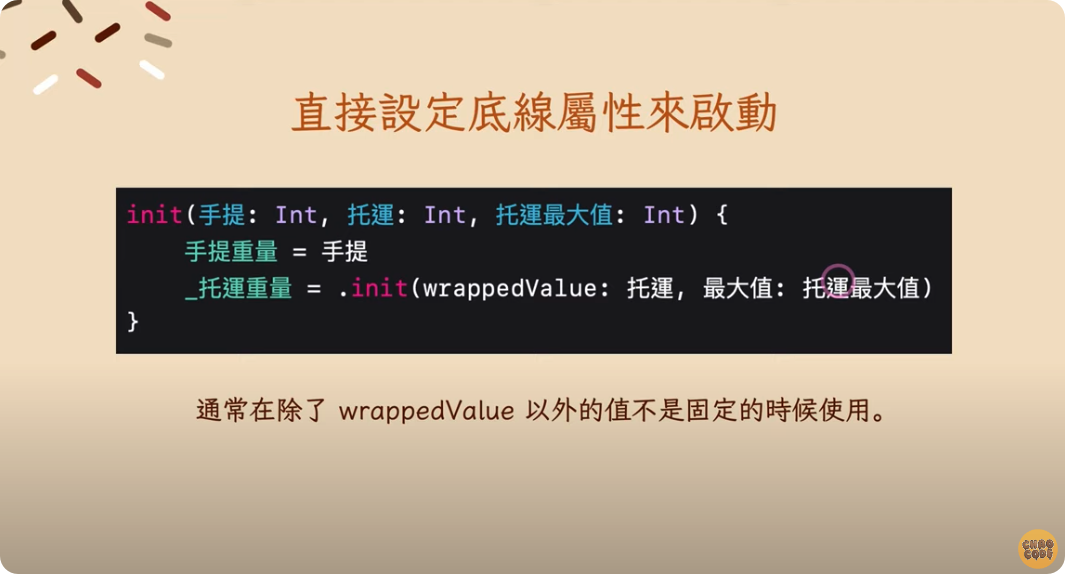 直接設定底線屬性來啟動
init(手提: Int, 托運: Int, 托運最大值: Int) {
    手提重量 = 手提
    _托運重量 = .init(wrappedValue: 托運, 最大值: 托運最大值)
}
通常在除了 wrappedValue 以外的值不是固定的時候使用。
CHAO
CODE